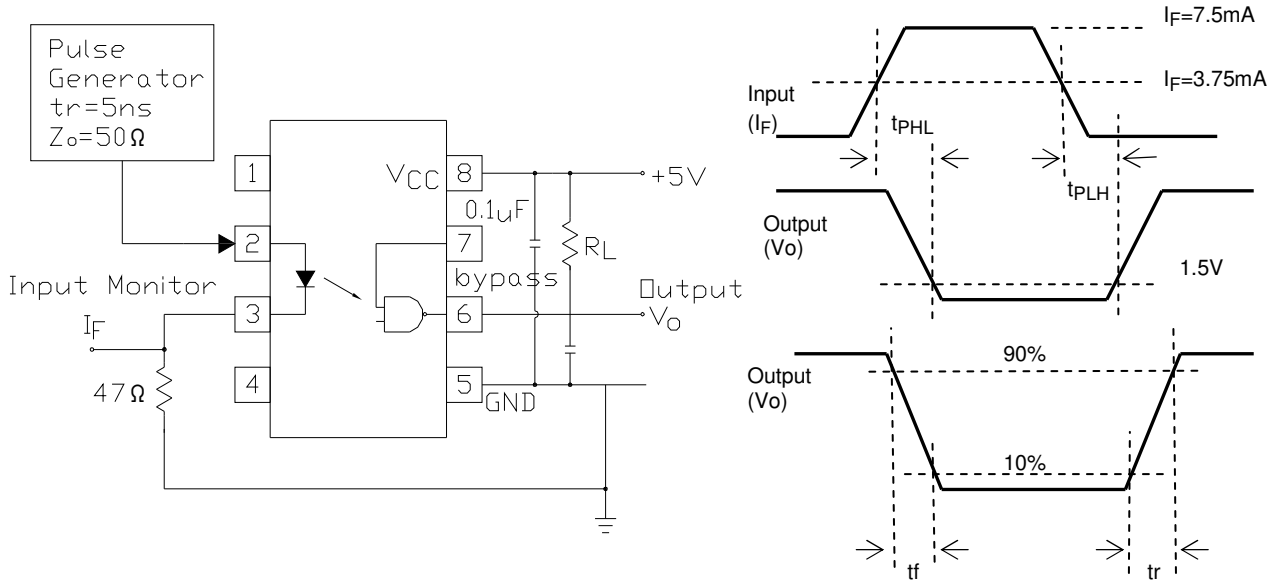 Pulse
Generator
tr=5ns
Zo=50Ω
1
2
3
4
VCC 8
7
6
5
GND
0.1uF
bypass
RL
+5V
Output
Vo
Input Monitor
IF
47Ω
IF=7.5mA
IF=3.75mA
Input
(IF)
tPHL
tPLH
Output
(Vo)
1.5V
Output
(Vo)
90%
10%
tf
tr